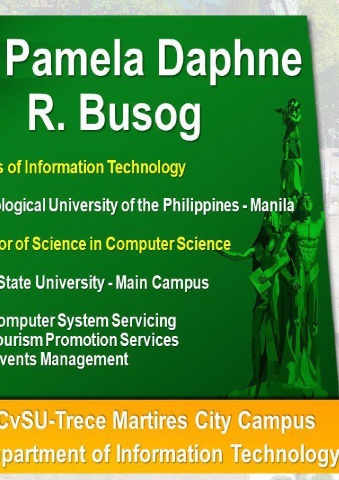 Pamela Daphne
R. Busog
s of Information Technology
ological University of the Philippines - Manila
or of Science in Computer Science
State University - Main Campus
omputer System Servicing
ourism Promotion Services
vents Management
CvSU-Trece Martires City Campus
partment of Information Technology